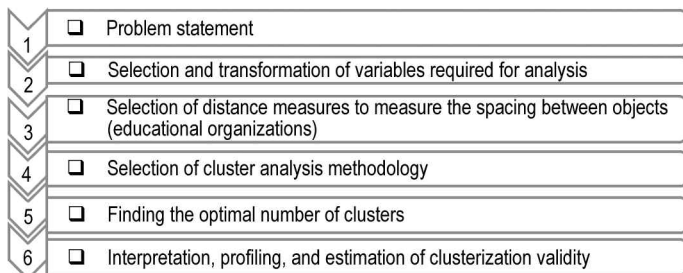 1 ❑ Problem statement
2 ❑ Selection and transformation of variables required for analysis
3 ❑ Selection of distance measures to measure the spacing between objects
(educational organizations)
4 ❑ Selection of cluster analysis methodology
5 ❑ Finding the optimal number of clusters
6 ❑ Interpretation, profiling, and estimation of clusterization validity